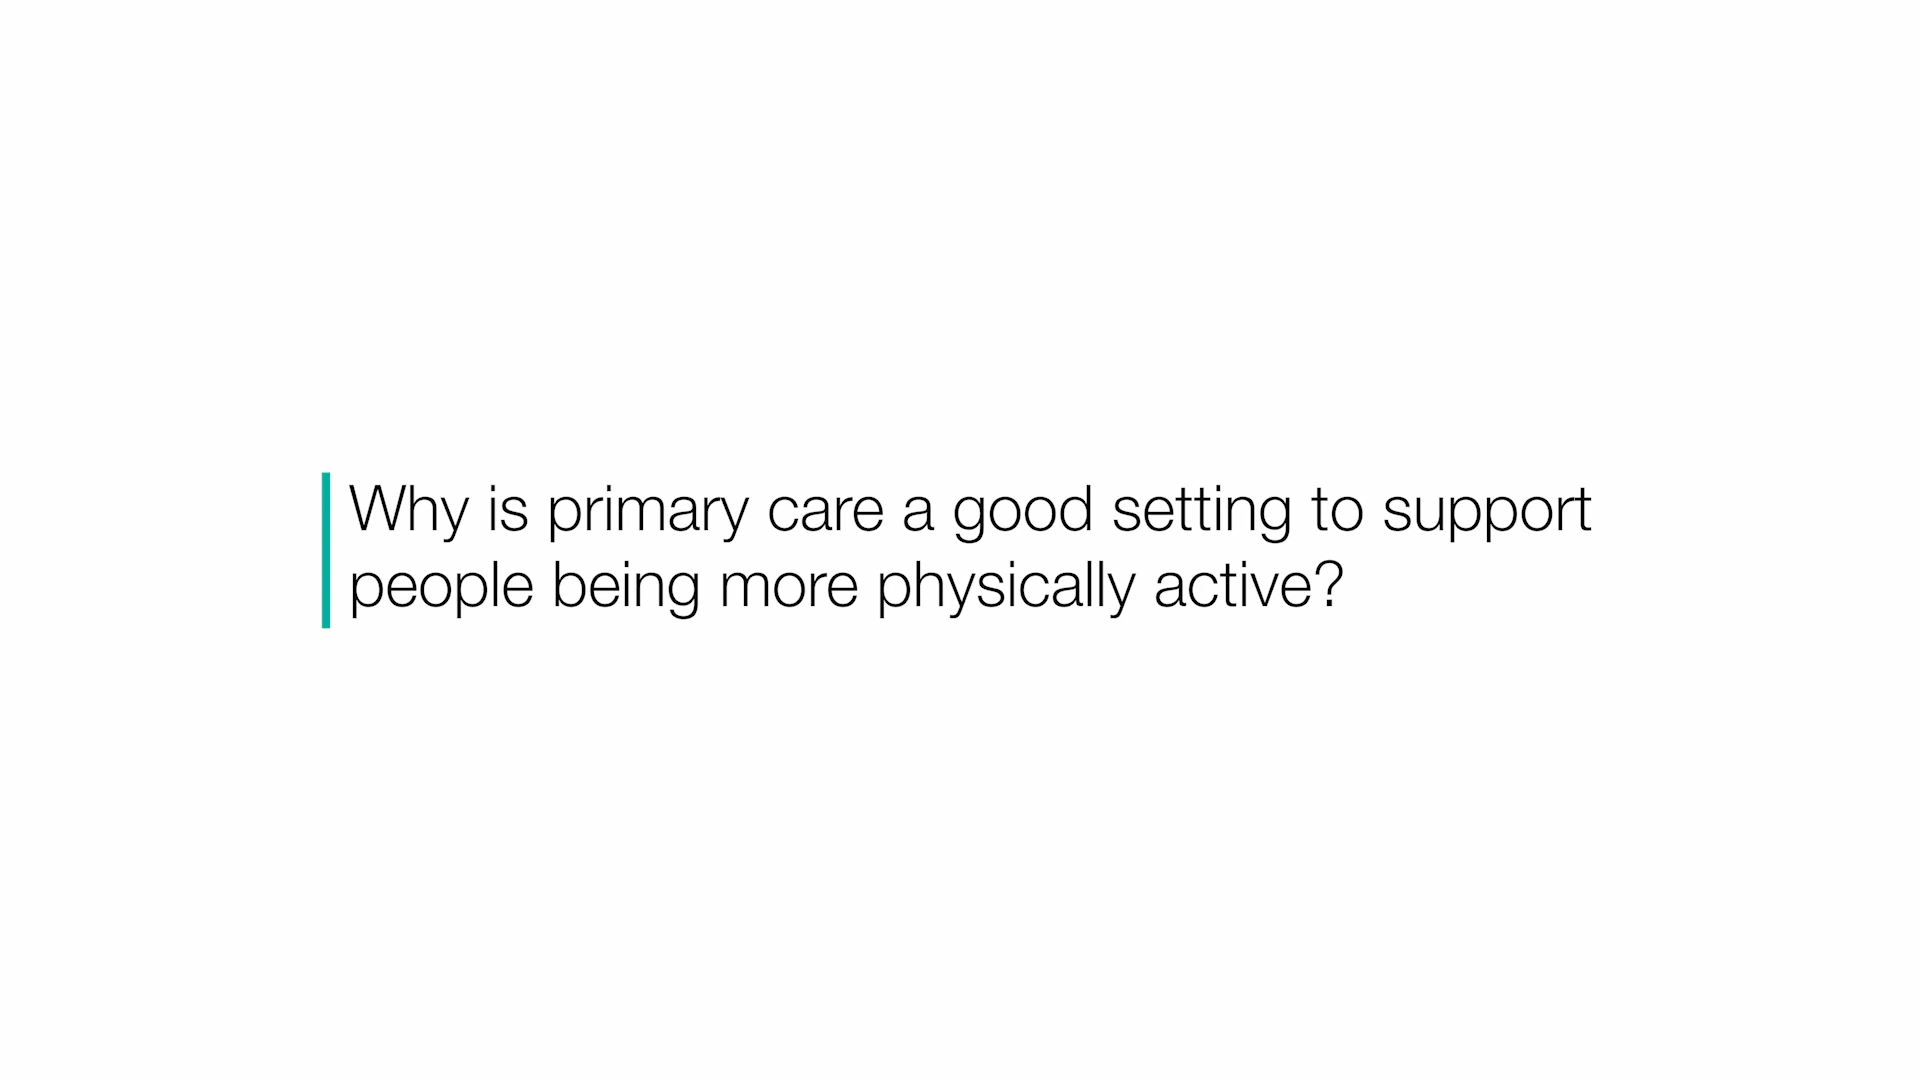 Why is primary care a good setting to support
people being more physically active?